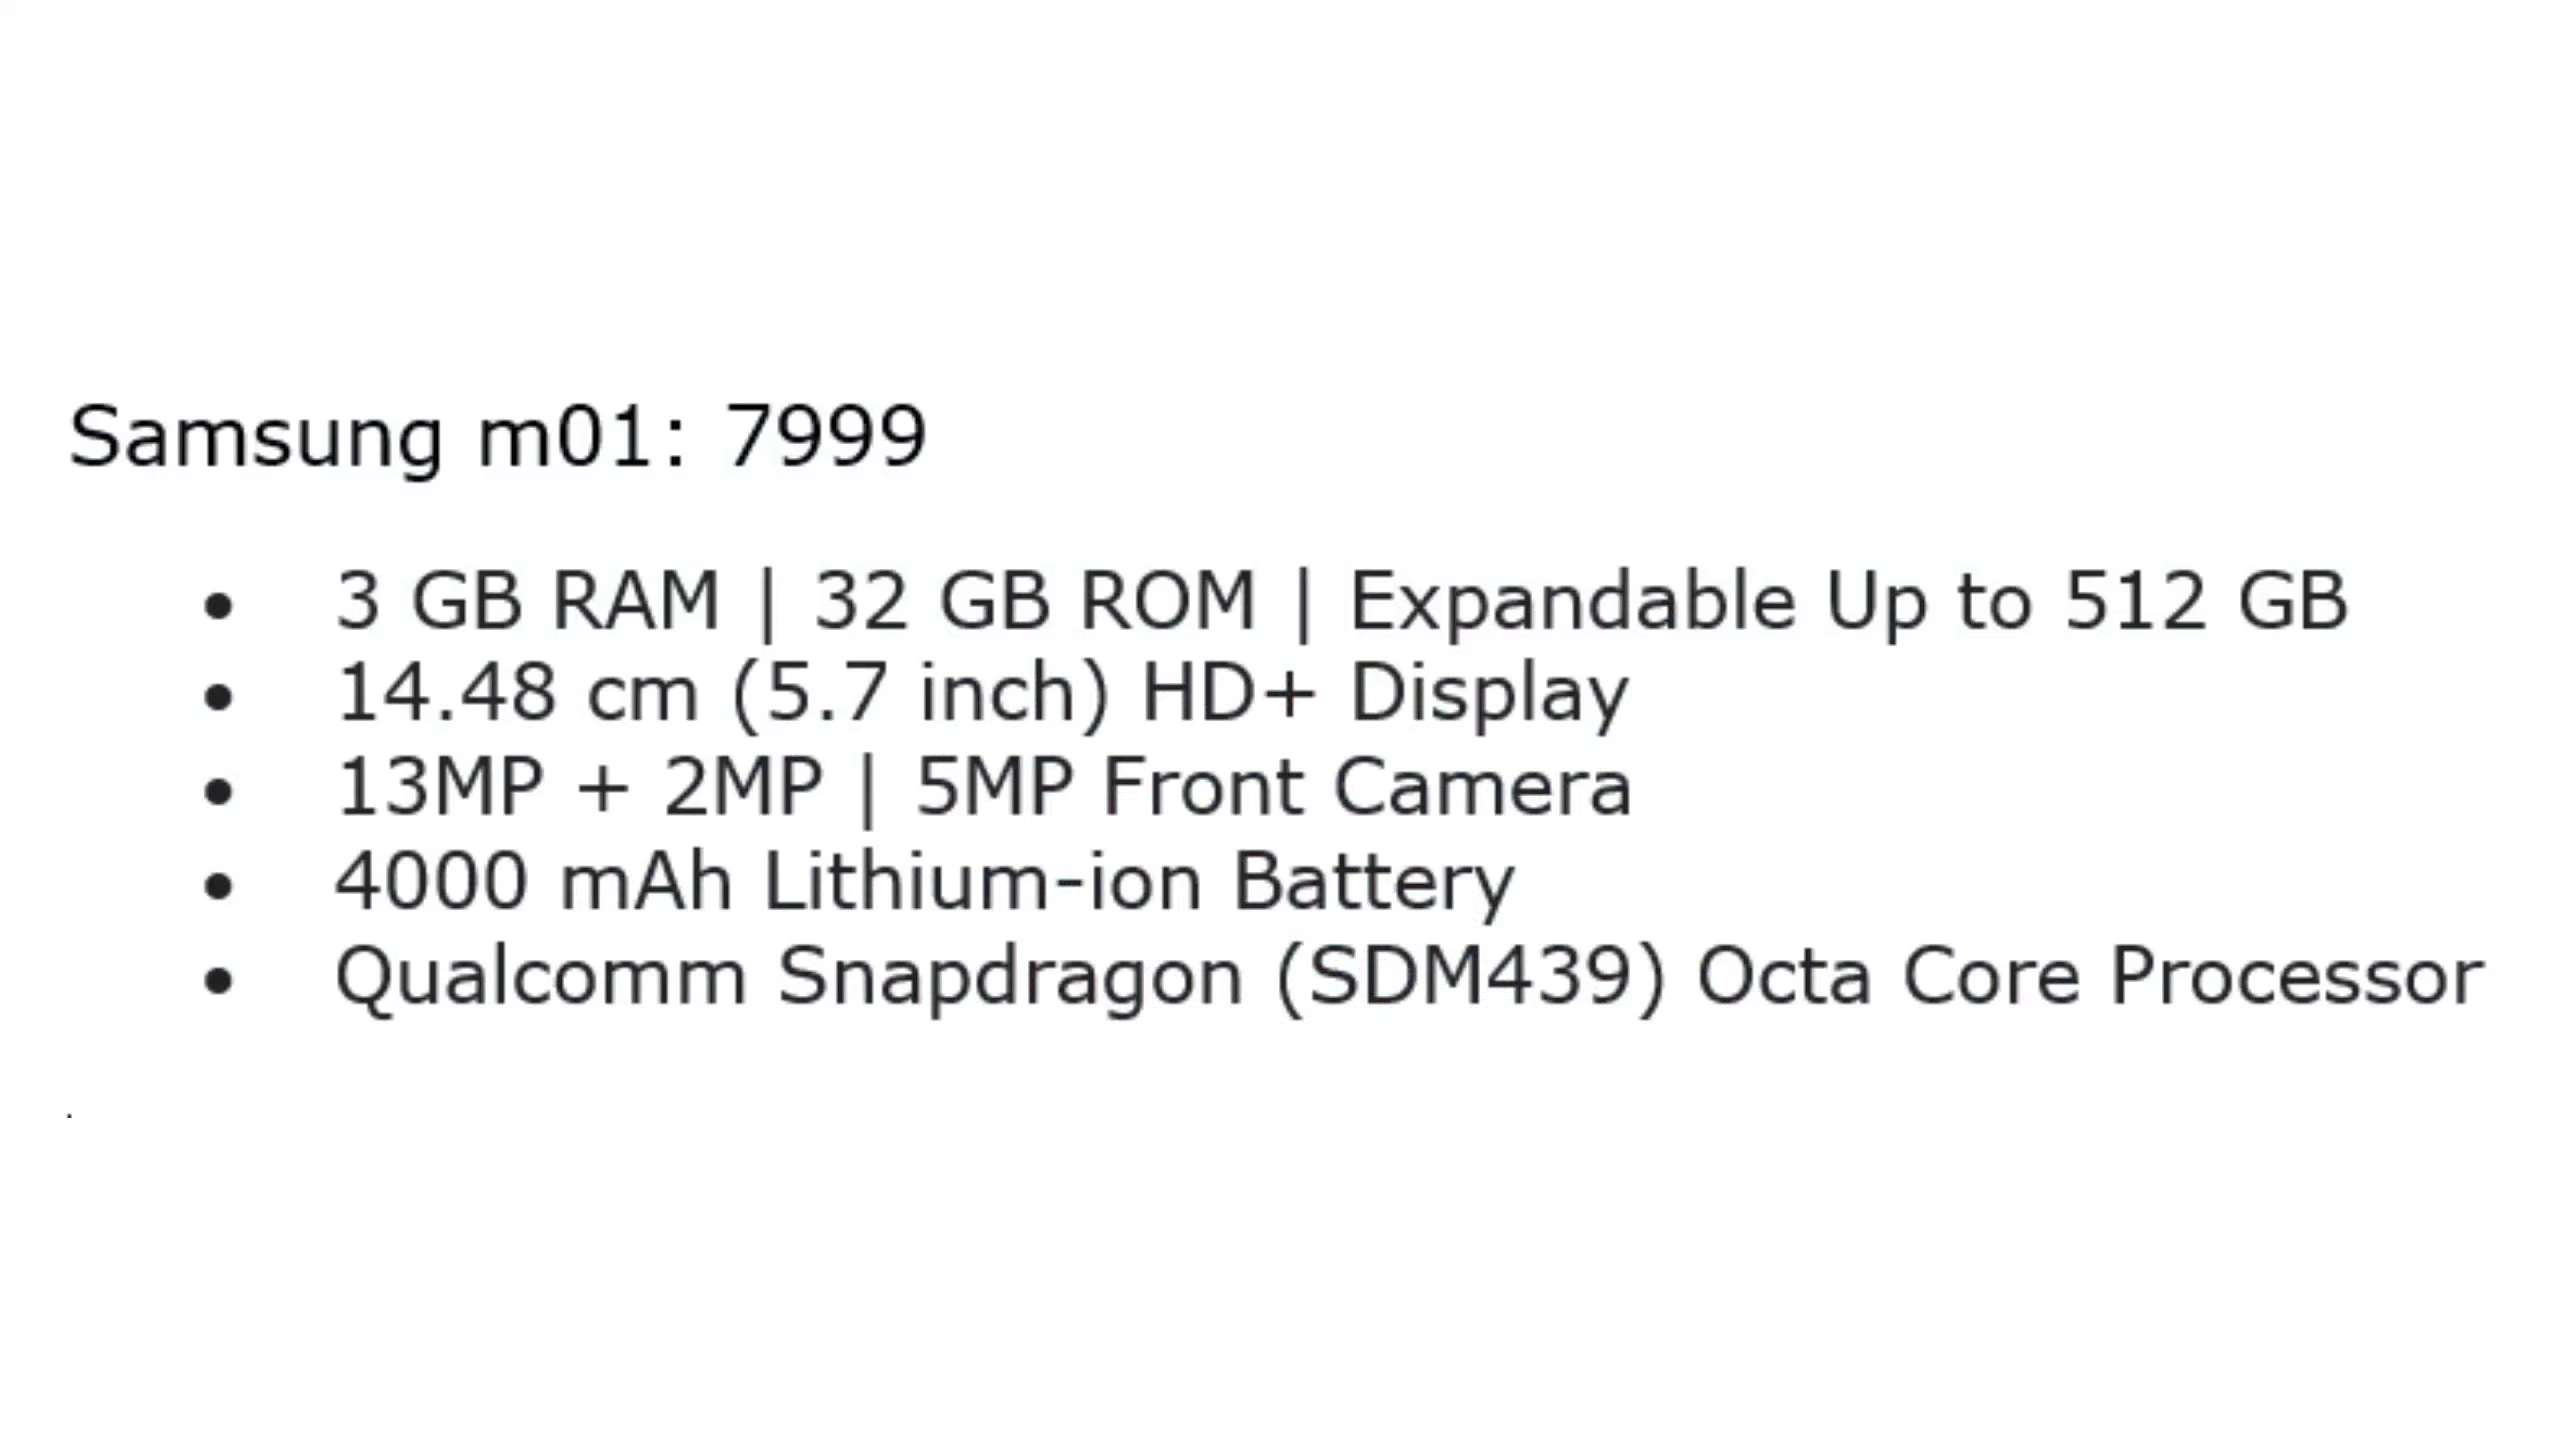 Samsung m01: 7999
• 3 GB RAM | 32 GB ROM | Expandable Up to 512 GB
• 14.48 cm (5.7 inch) HD+ Display
• 13MP + 2MP | 5MP Front Camera
• 4000 mAh Lithium-ion Battery
• Qualcomm Snapdragon (SDM439) Octa Core Processor
.